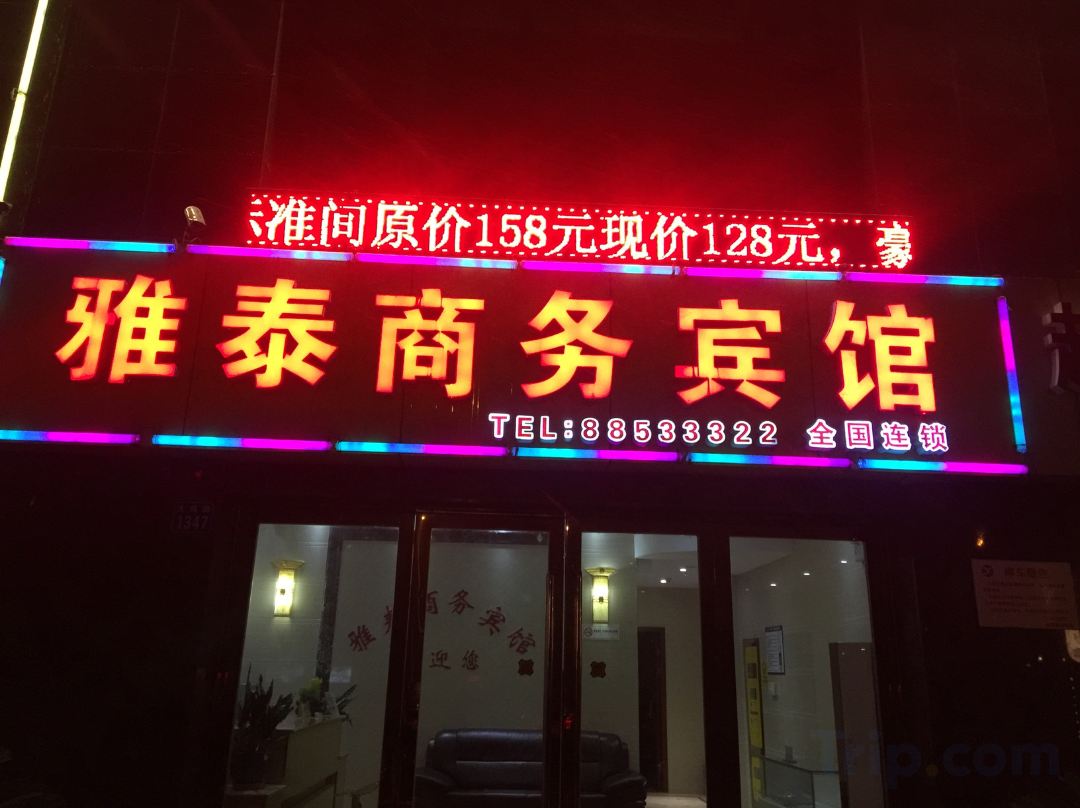 准间原价158元现价128元，豪
雅泰商务宾馆
TEL:88533322 全国连锁
1347
雅泰商务宾馆
迎您
Trip.com